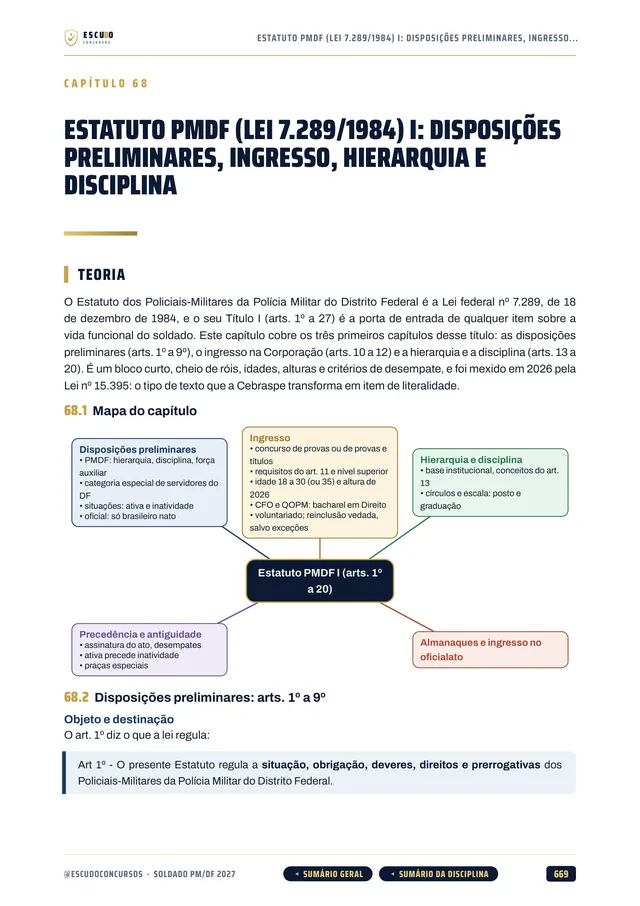 ESCUDO
CONCURSOS
ESTATUTO PMDF (LEI 7.289/1984) I: DISPOSIÇÕES PRELIMINARES, INGRESSO...
CAPÍTULO 68
ESTATUTO PMDF (LEI 7.289/1984) I: DISPOSIÇÕES
PRELIMINARES, INGRESSO, HIERARQUIA E
DISCIPLINA
TEORIA
O Estatuto dos Policiais-Militares da Polícia Militar do Distrito Federal é a Lei federal nº 7.289, de 18
de dezembro de 1984, e o seu Título I (arts. 1º a 27) é a porta de entrada de qualquer item sobre a
vida funcional do soldado. Este capítulo cobre os três primeiros capítulos desse título: as disposições
preliminares (arts. 1º a 9º), o ingresso na Corporação (arts. 10 a 12) e a hierarquia e a disciplina (arts. 13 a
20). É um bloco curto, cheio de róis, idades, alturas e critérios de desempate, e foi mexido em 2026 pela
Lei nº 15.395: o tipo de texto que a Cebraspe transforma em item de literalidade.
68.1 Mapa do capítulo
Disposições preliminares
• PMDF: hierarquia, disciplina, força
auxiliar
• categoria especial de servidores do
DF
• situações: ativa e inatividade
• oficial: só brasileiro nato
Ingresso
• concurso de provas ou de provas e
títulos
• requisitos do art. 11 e nível superior
• idade 18 a 30 (ou 35) e altura de
2026
• CFO e QOPM: bacharel em Direito
• voluntariado; reinclusão vedada,
salvo exceções
Hierarquia e disciplina
• base institucional, conceitos do art.
13
• círculos e escala: posto e
graduação
Estatuto PMDF I (arts. 1º
a 20)
Precedência e antiguidade
• assinatura do ato, desempates
• ativa precede inatividade
• praças especiais
Almanaques e ingresso no
oficialato
68.2 Disposições preliminares: arts. 1º a 9º
Objeto e destinação
O art. 1º diz o que a lei regula:
Art 1º - O presente Estatuto regula a situação, obrigação, deveres, direitos e prerrogativas dos
Policiais-Militares da Polícia Militar do Distrito Federal.
@ESCUDOCONCURSOS · SOLDADO PM/DF 2027
SUMÁRIO GERAL
SUMÁRIO DA DISCIPLINA
669